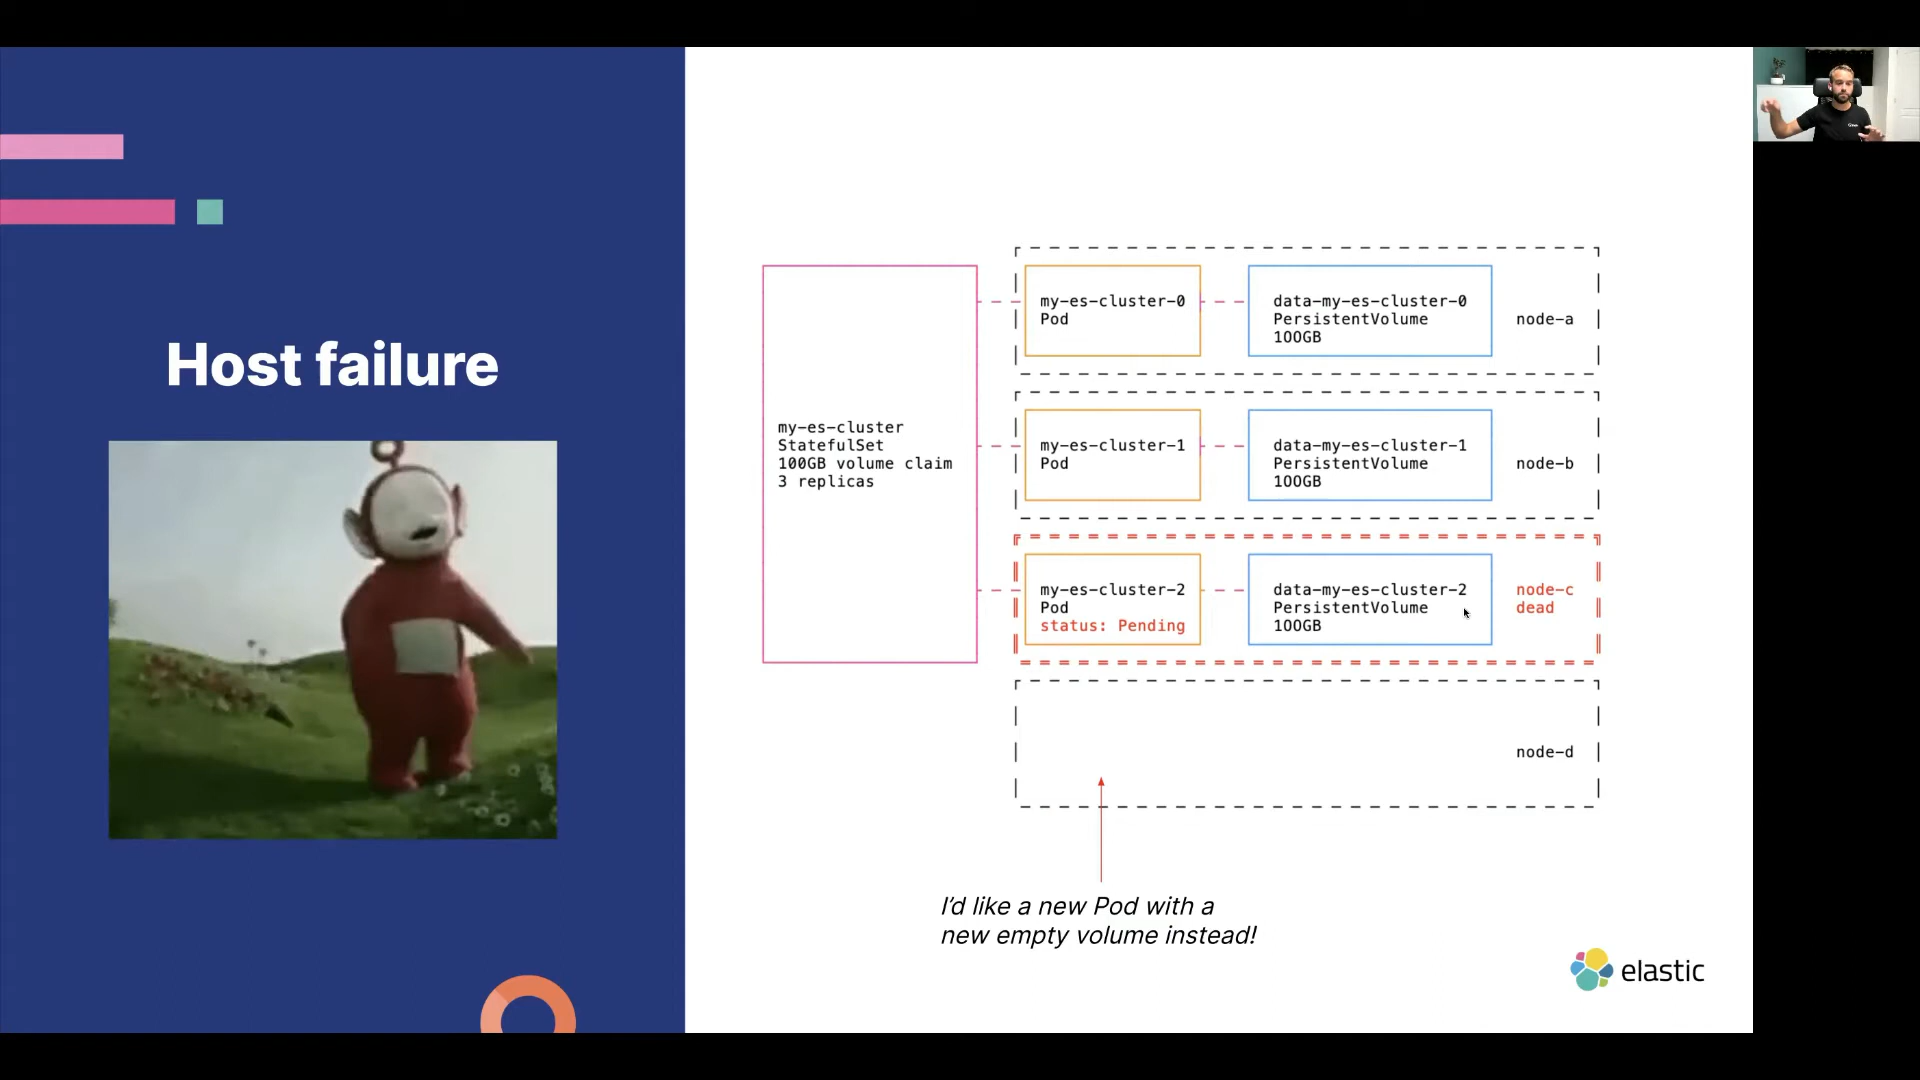 Host failure
my-es-cluster
StatefulSet
100GB volume claim
3 replicas
my-es-cluster-0
Pod
data-my-es-cluster-0
PersistentVolume
100GB
node-a
my-es-cluster-1
Pod
data-my-es-cluster-1
PersistentVolume
100GB
node-b
my-es-cluster-2
Pod
status: Pending
data-my-es-cluster-2
PersistentVolume
100GB
node-c
dead
node-d
I'd like a new Pod with a
new empty volume instead!
elastic